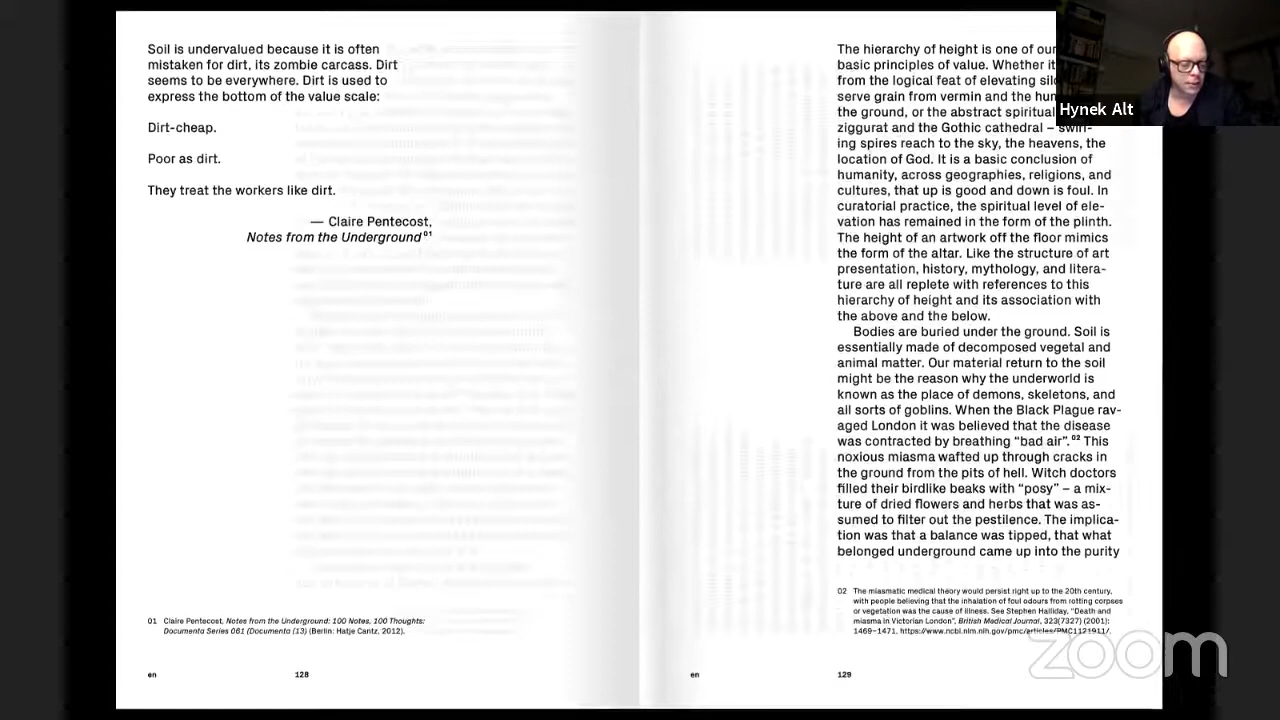 Soil is undervalued because it is often
mistaken for dirt, its zombie carcass. Dirt
seems to be everywhere. Dirt is used to
express the bottom of the value scale:
Dirt-cheap.
Poor as dirt.
They treat the workers like dirt.
— Claire Pentecost,
Notes from the Underground⁰¹
01 Claire Pentecost, Notes from the Underground: 100 Notes, 100 Thoughts:
Documenta Series 061 (Documenta (13) (Berlin: Hatje Cantz, 2012).
en 128
The hierarchy of height is one of our
basic principles of value. Whether it
from the logical feat of elevating
serve grain from vermin and the
the ground, or the abstract spiritual
ziggurat and the Gothic cathedral – swirl-
ing spires reach to the sky, the heavens, the
location of God. It is a basic conclusion of
humanity, across geographies, religions, and
cultures, that up is good and down is foul. In
curatorial practice, the spiritual level of ele-
vation has remained in the form of the plinth.
The height of an artwork off the floor mimics
the form of the altar. Like the structure of art
presentation, history, mythology, and litera-
ture are all replete with references to this
hierarchy of height and its association with
the above and the below.
Bodies are buried under the ground. Soil is
essentially made of decomposed vegetal and
animal matter. Our material return to the soil
might be the reason why the underworld is
known as the place of demons, skeletons, and
all sorts of goblins. When the Black Plague rav-
aged London it was believed that the disease
was contracted by breathing “bad air”.⁰² This
noxious miasma wafted up through cracks in
the ground from the pits of hell. Witch doctors
filled their birdlike beaks with “posy” – a mix-
ture of dried flowers and herbs that was as-
sumed to filter out the pestilence. The implica-
tion was that a balance was tipped, that what
belonged underground came up into the purity
02 The miasmatic medical theory would persist right up to the 20th century,
with people believing that the inhalation of foul odours from rotting corpses
or vegetation was the cause of illness. See Stephen Halliday, “Death and
miasma in Victorian London”, British Medical Journal, 323(7327) (2001):
1469–1471, https://www.ncbi.nlm.nih.gov/pmc/articles/PMC1121911/.
en 129
Hynek Alt
zoom